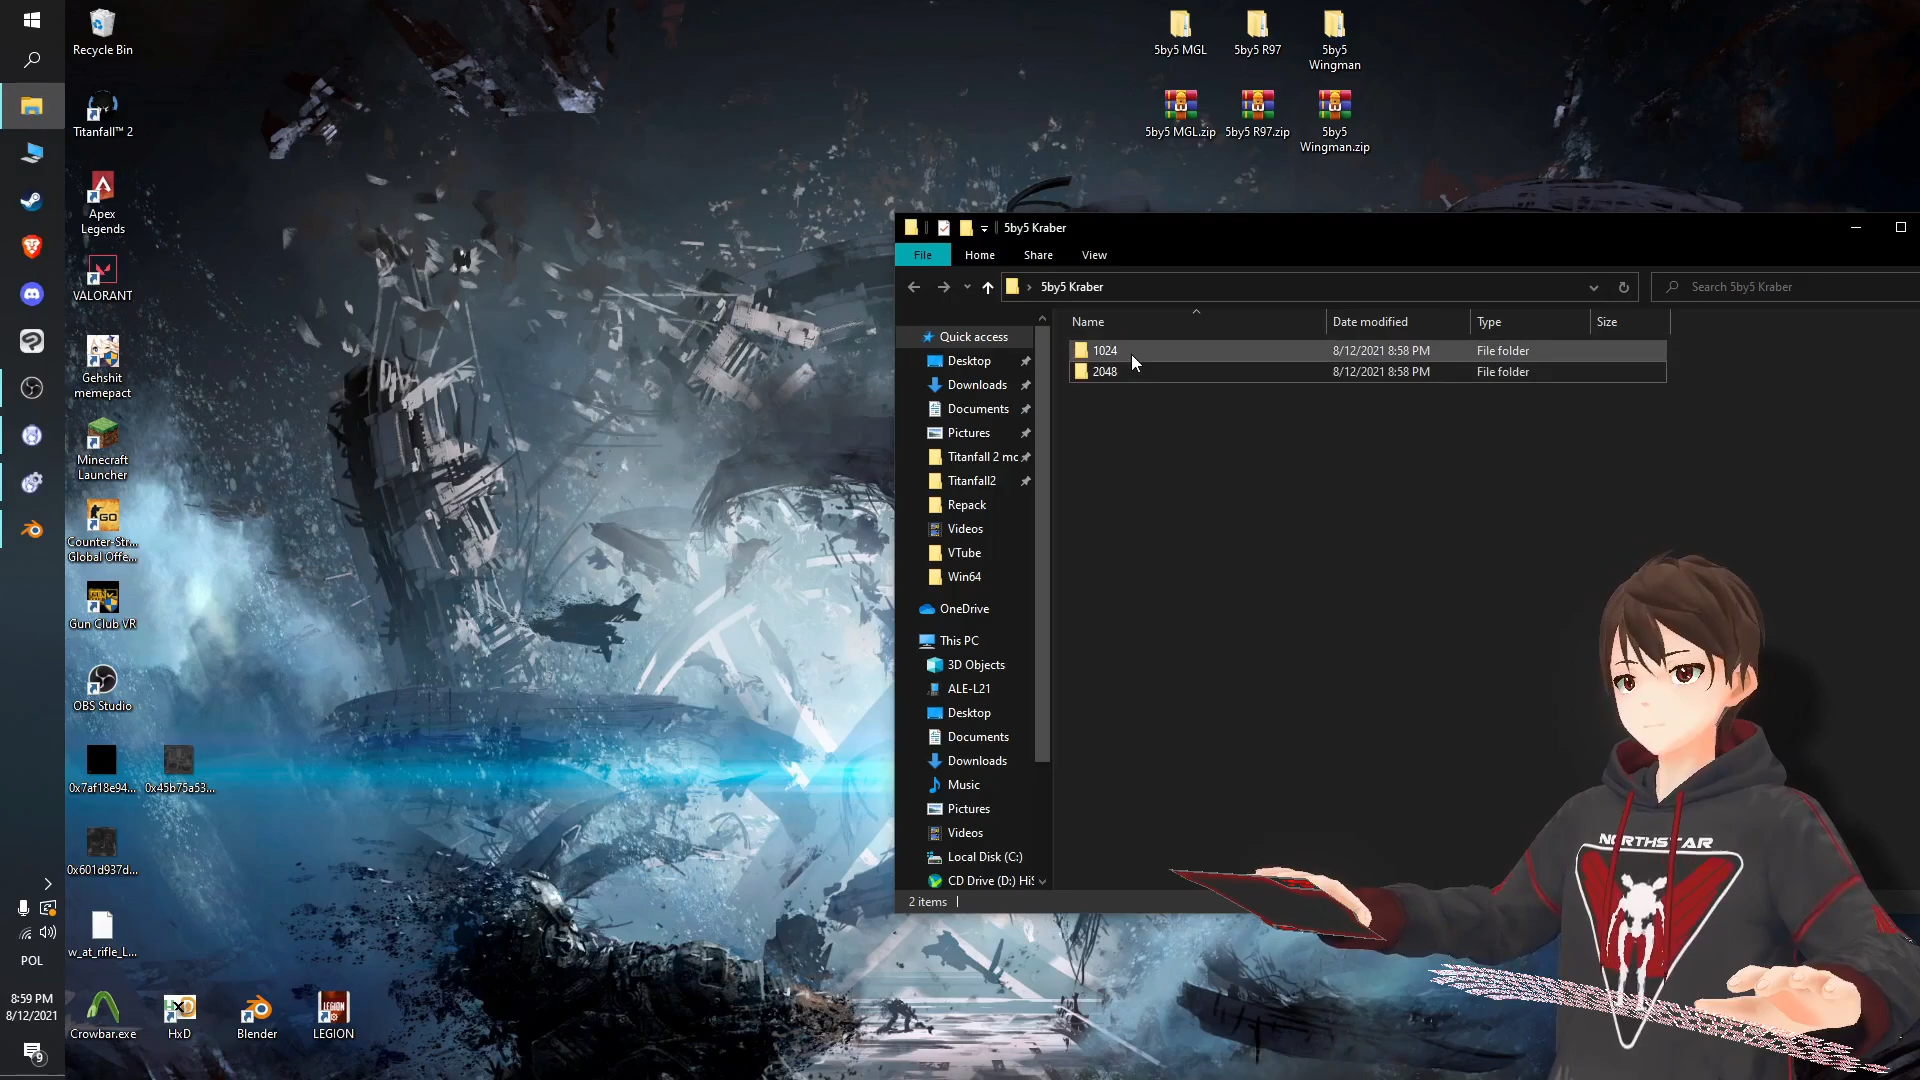 Recycle Bin
Titanfall™ 2
Apex
Legends
VALORANT
Gehshit
memepact
Minecraft
Launcher
Counter-Str...
Global Offe...
Gun Club VR
OBS Studio
0x7af18e94...
0x45b75a53...
0x601d937d...
w_at_rifle_L...
Crowbar.exe
HxD
Blender
LEGION
POL
8:59 PM
8/12/2021
9
5by5 MGL
5by5 R97
5by5
Wingman
5by5 MGL.zip
5by5 R97.zip
5by5
Wingman.zip
5by5 Kraber
File
Home
Share
View
5by5 Kraber
Search 5by5 Kraber
Name
Date modified
Type
Size
1024
8/12/2021 8:58 PM
File folder
2048
8/12/2021 8:58 PM
File folder
Quick access
Desktop
Downloads
Documents
Pictures
Titanfall 2 mc
Titanfall2
Repack
Videos
VTube
Win64
OneDrive
This PC
3D Objects
ALE-L21
Desktop
Documents
Downloads
Music
Pictures
Videos
Local Disk (C:)
CD Drive (D:) HiS
2 items
NORTHSTAR